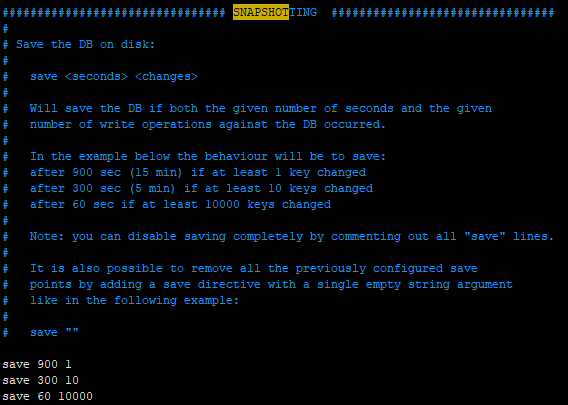 ################################ SNAPSHOTTING  ################################
#
# Save the DB on disk:
#
#   save <seconds> <changes>
#
#   Will save the DB if both the given number of seconds and the given
#   number of write operations against the DB occurred.
#
#   In the example below the behaviour will be to save:
#   after 900 sec (15 min) if at least 1 key changed
#   after 300 sec (5 min) if at least 10 keys changed
#   after 60 sec if at least 10000 keys changed
#
#   Note: you can disable saving completely by commenting out all "save" lines.
#
#   It is also possible to remove all the previously configured save
#   points by adding a save directive with a single empty string argument
#   like in the following example:
#
#   save ""

save 900 1
save 300 10
save 60 10000